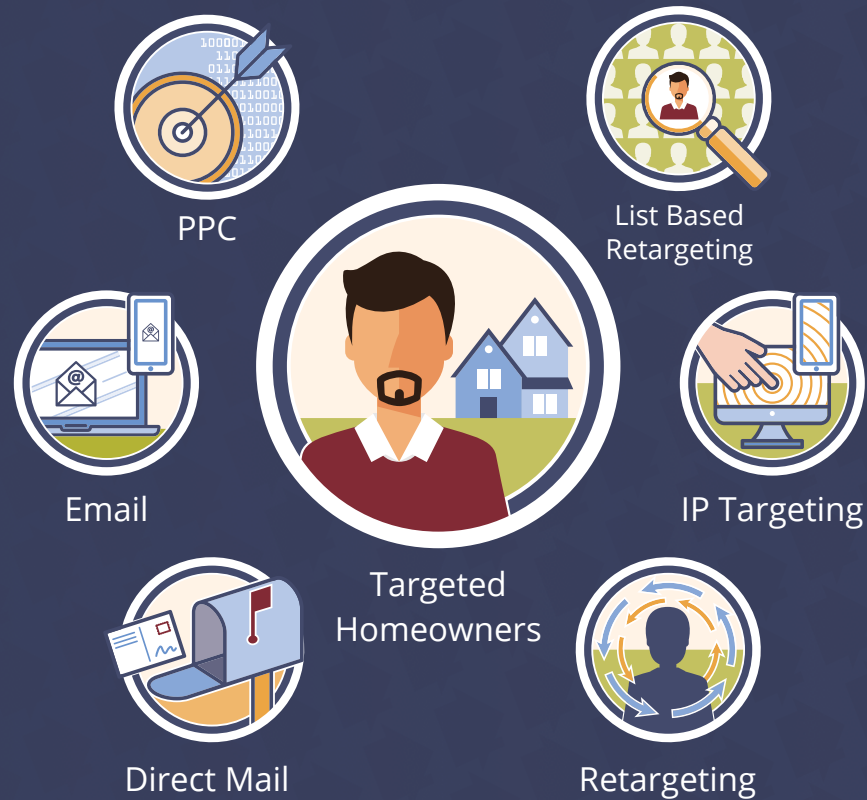 PPC
List Based
Retargeting
@
Email
IP Targeting
Targeted
Homeowners
Direct Mail
Retargeting